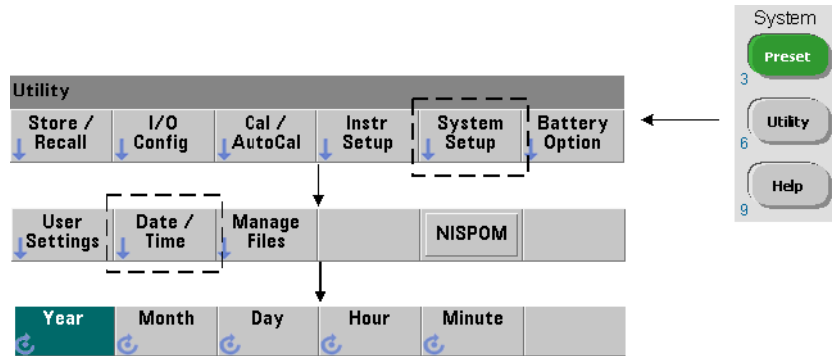 System
Preset
3
Utility
Store / Recall
I/O Config
Cal / AutoCal
Instr Setup
System Setup
Battery Option
Utility
6
User Settings
Date / Time
Manage Files
NISPOM
Help
9
Year
Month
Day
Hour
Minute